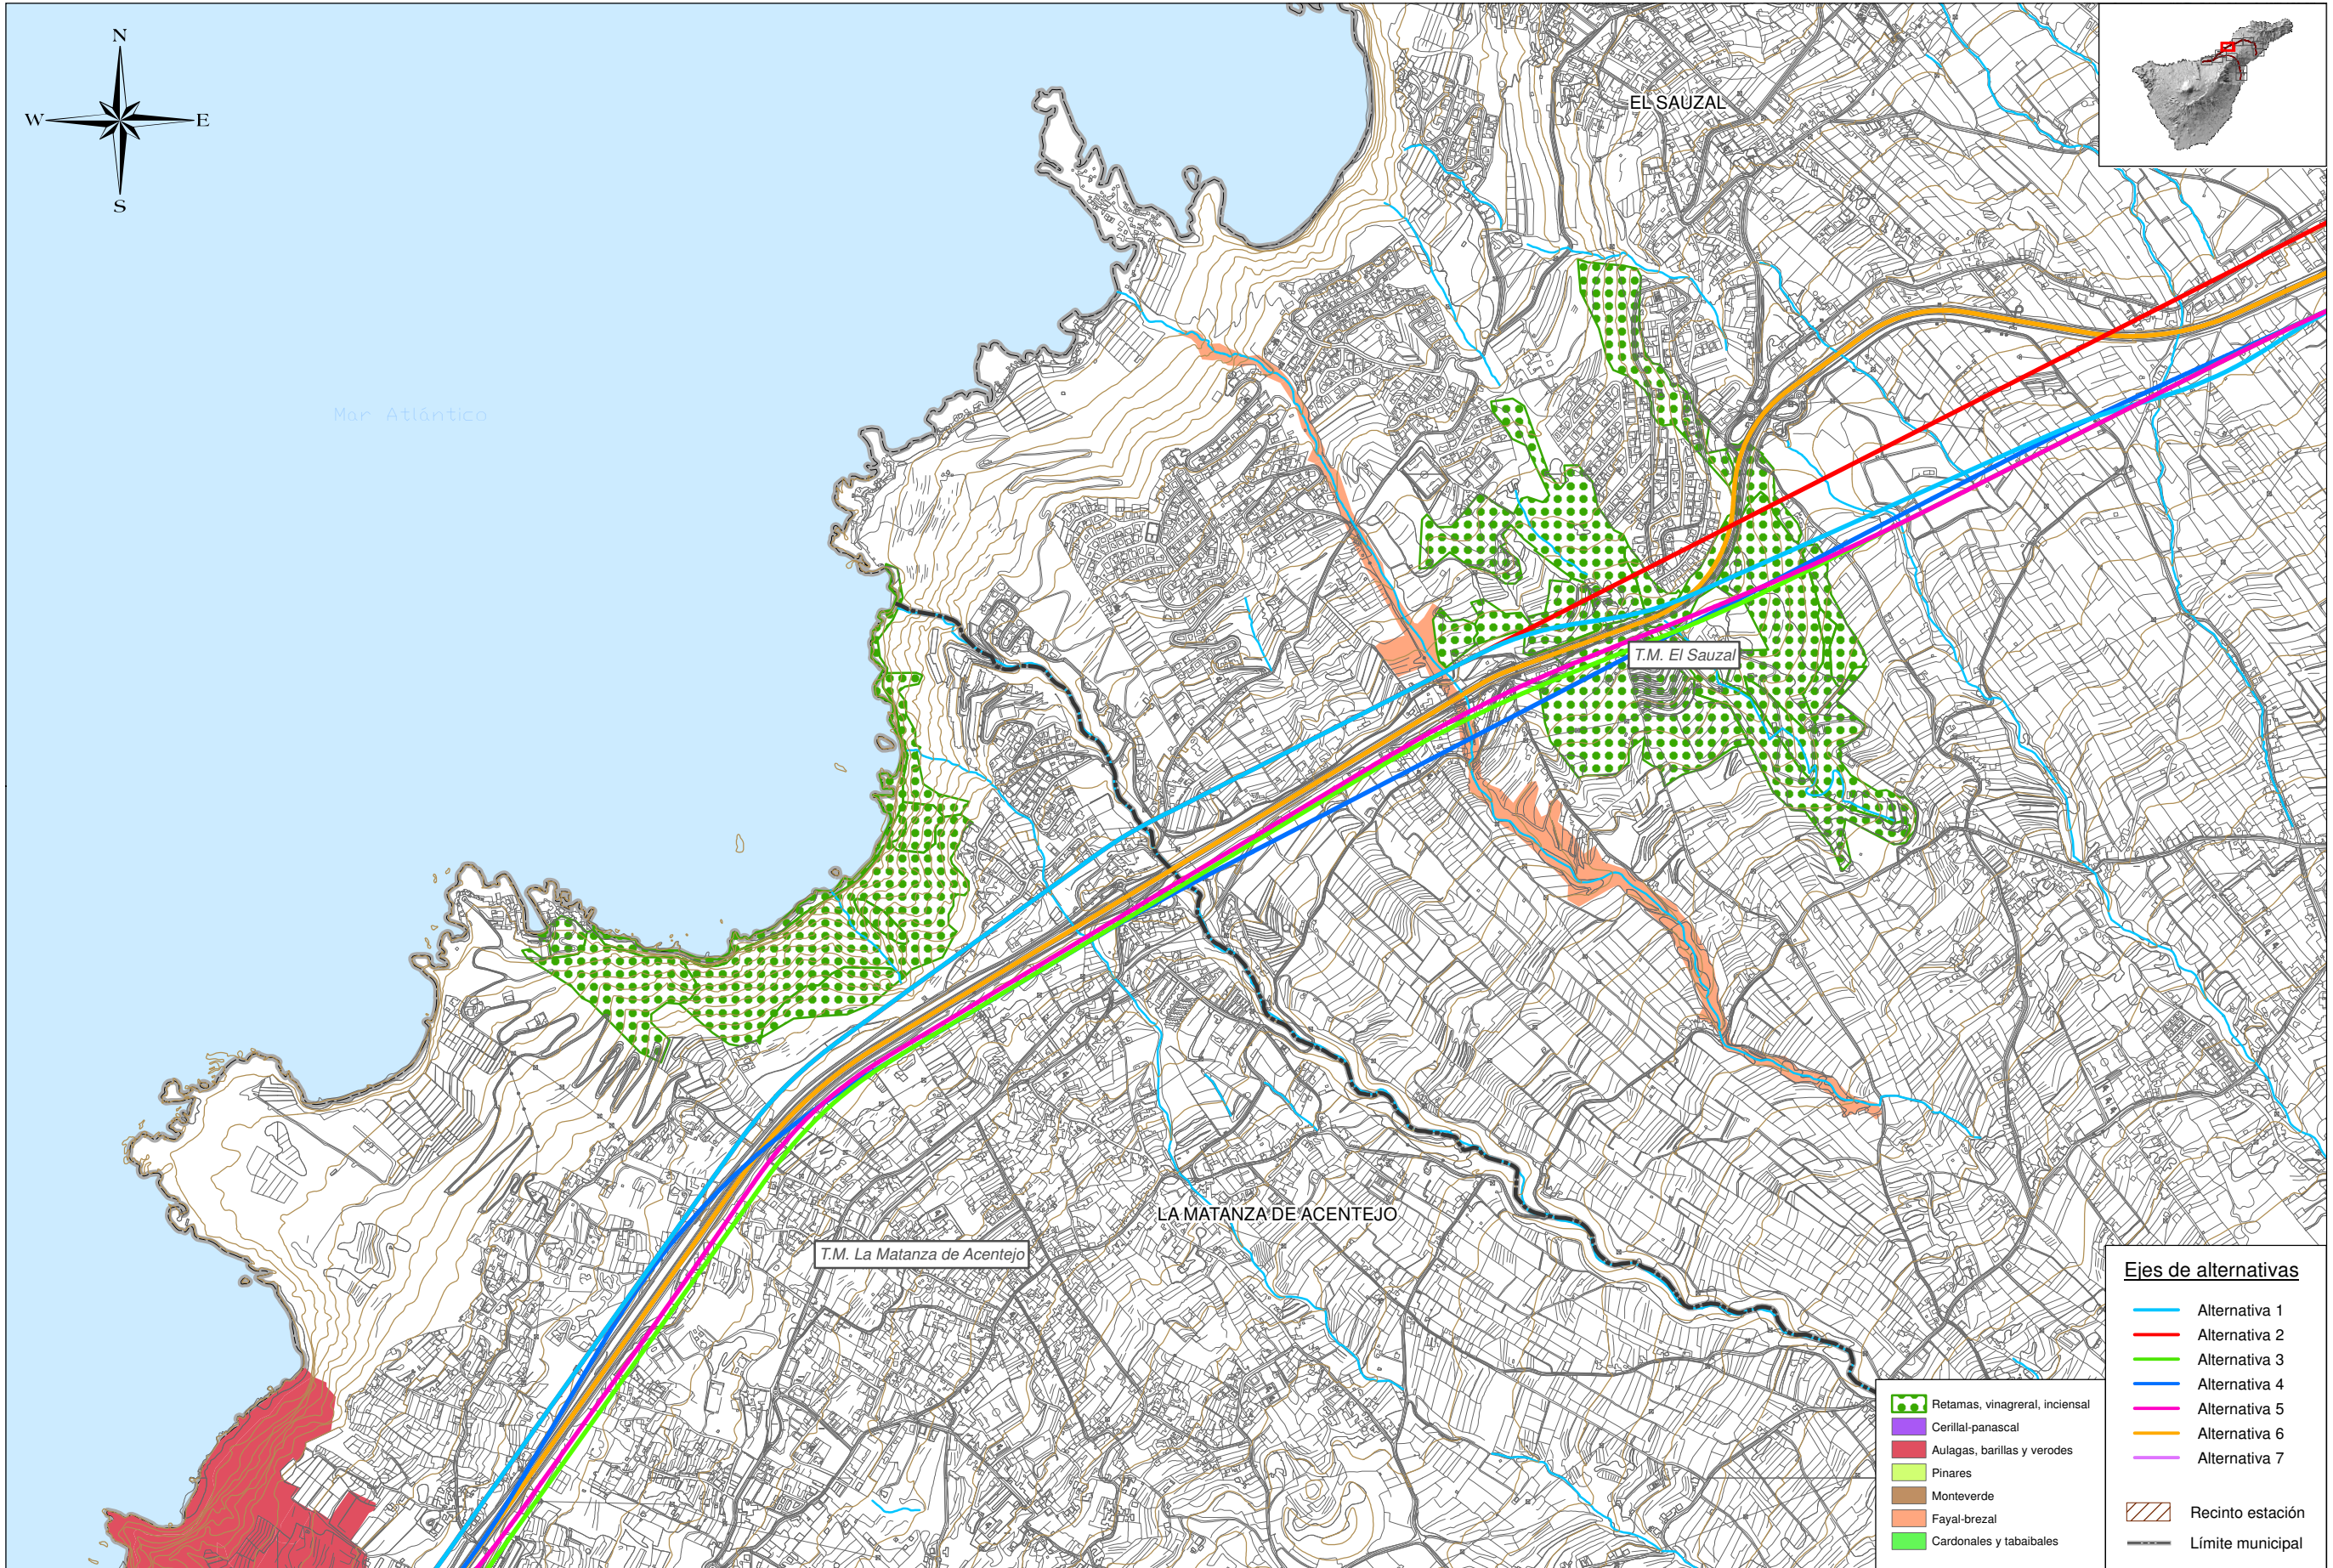 N
W
E
S
EL SAUZAL
Mar Atlántico
T.M. El Sauzal
LA MATANZA DE ACENTEJO
T.M. La Matanza de Acentejo
Retamas, vinagreral, inciensal
Cerillal-panascal
Aulagas, barillas y verodes
Pinares
Monteverde
Fayal-brezal
Cardonales y tabaibales
Ejes de alternativas
Alternativa 1
Alternativa 2
Alternativa 3
Alternativa 4
Alternativa 5
Alternativa 6
Alternativa 7
Recinto estación
Límite municipal